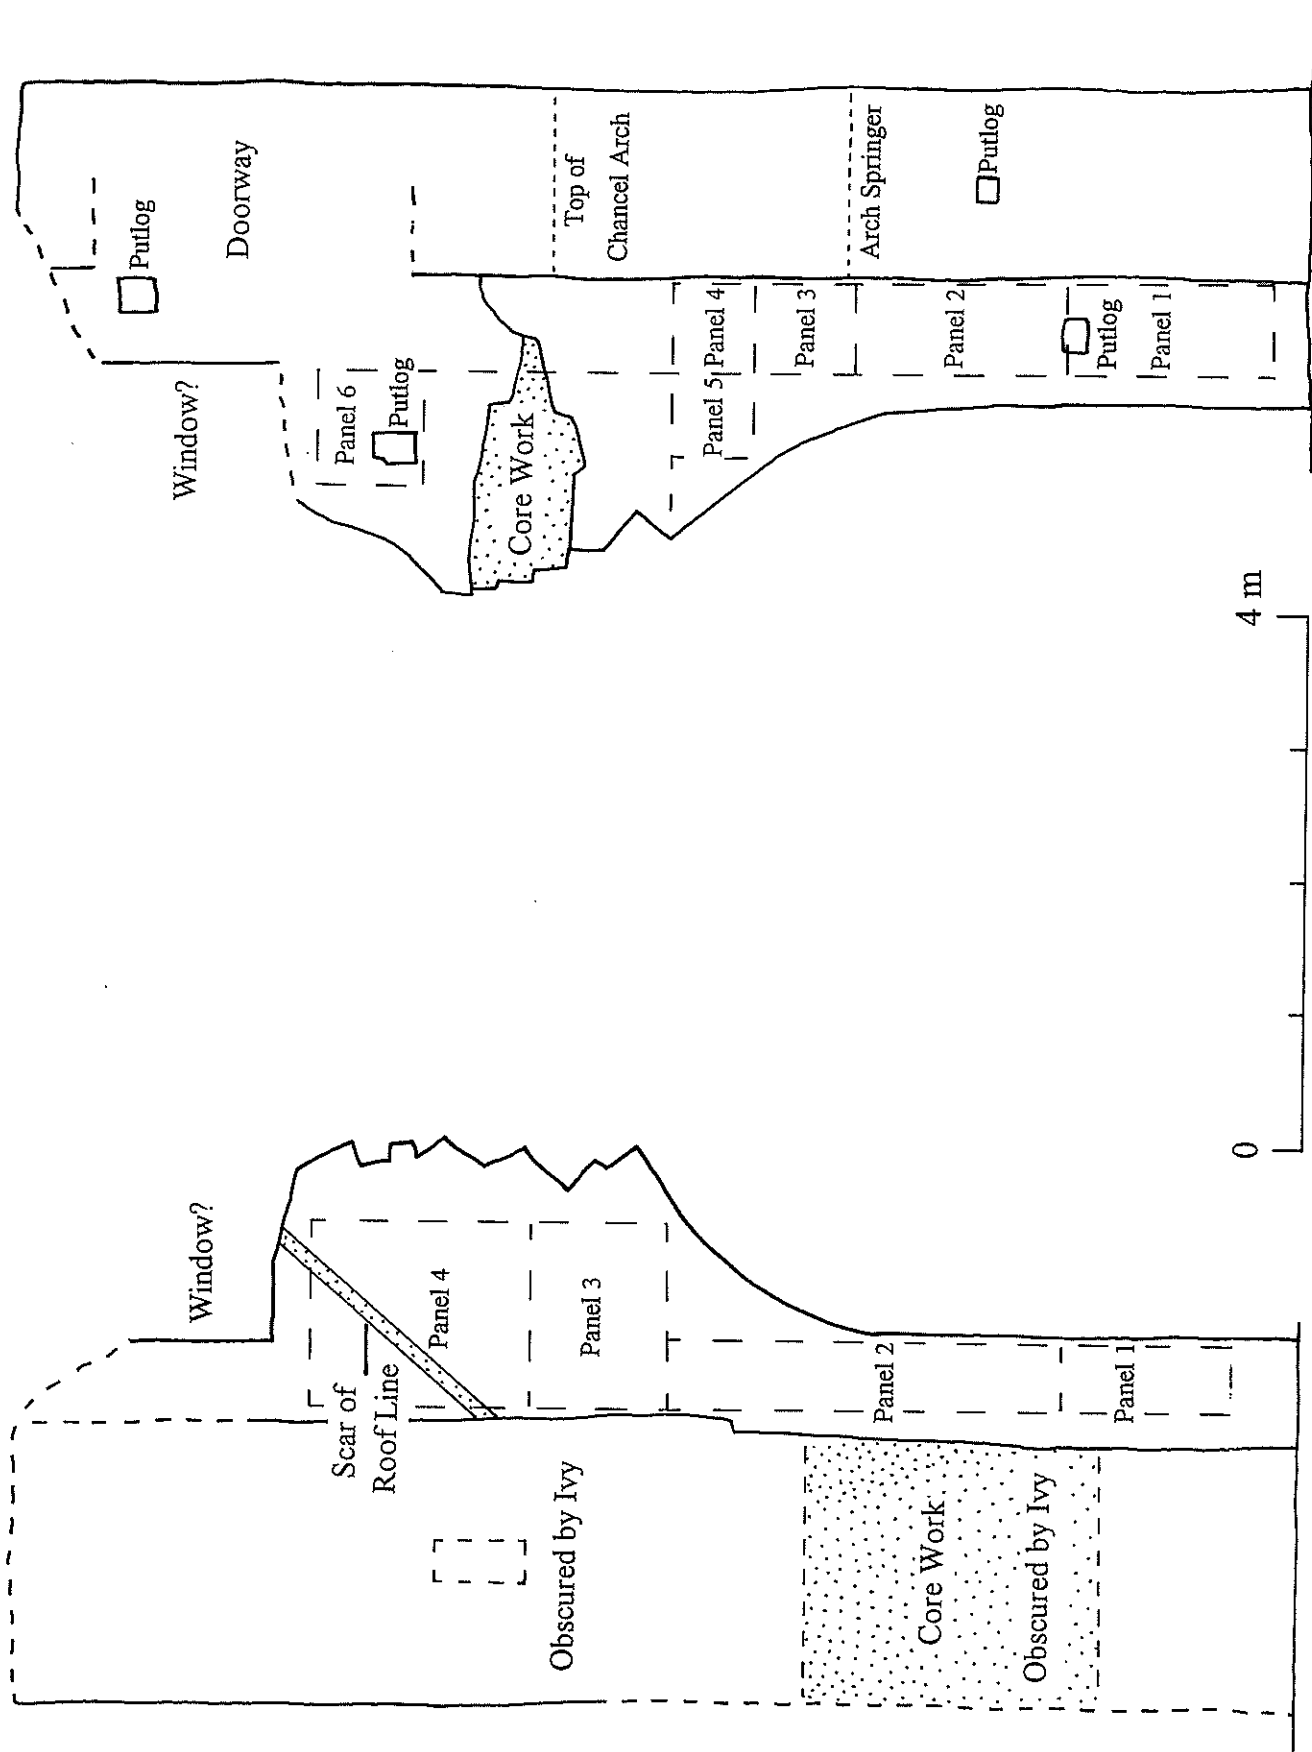 Window?
Scar of
Roof Line
Panel 4
Obscured by Ivy
Panel 3
Panel 2
Core Work
Obscured by Ivy
Panel 1
Putlog
Window?
Doorway
Panel 6
Putlog
Core Work
Top of
Chancel Arch
Panel 5
Panel 4
Panel 3
Arch Springer
Panel 2
Putlog
Putlog
Panel 1
0
4 m